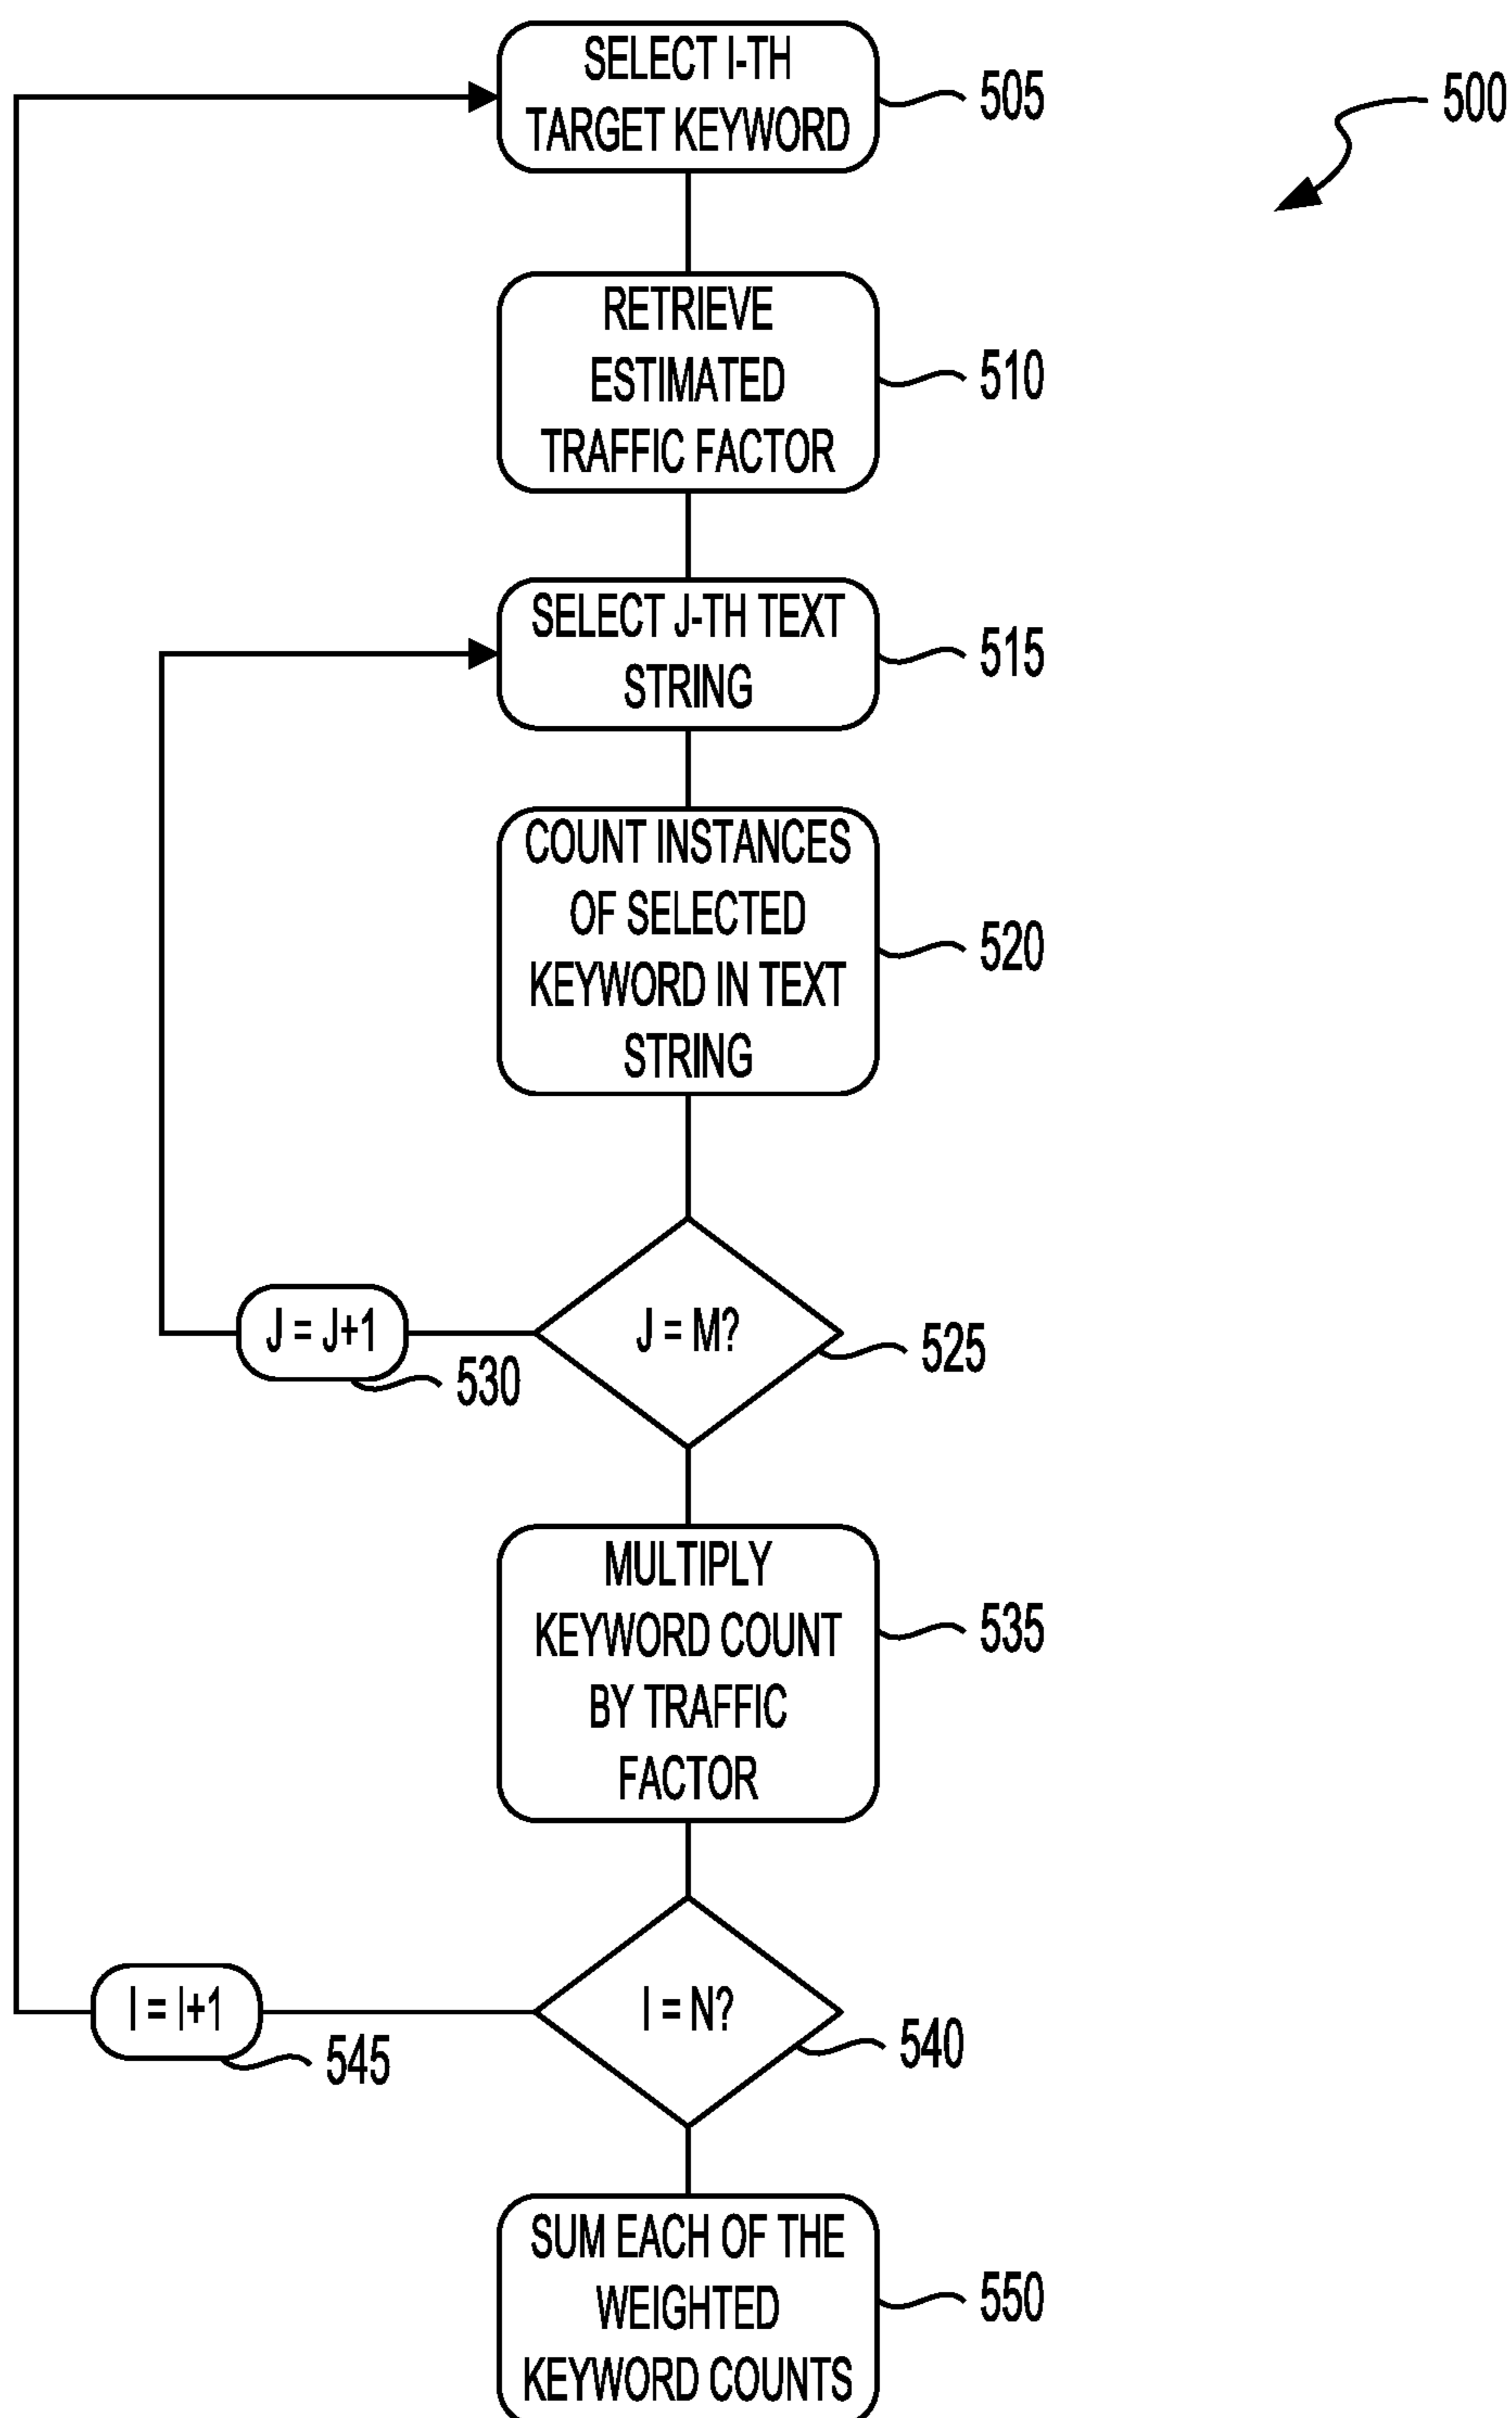 SELECT I-TH
TARGET KEYWORD
505
500
RETRIEVE
ESTIMATED
TRAFFIC FACTOR
510
SELECT J-TH TEXT
STRING
515
COUNT INSTANCES
OF SELECTED
KEYWORD IN TEXT
STRING
520
J = M?
525
J = J+1
530
MULTIPLY
KEYWORD COUNT
BY TRAFFIC
FACTOR
535
I = N?
540
I = I+1
545
SUM EACH OF THE
WEIGHTED
KEYWORD COUNTS
550